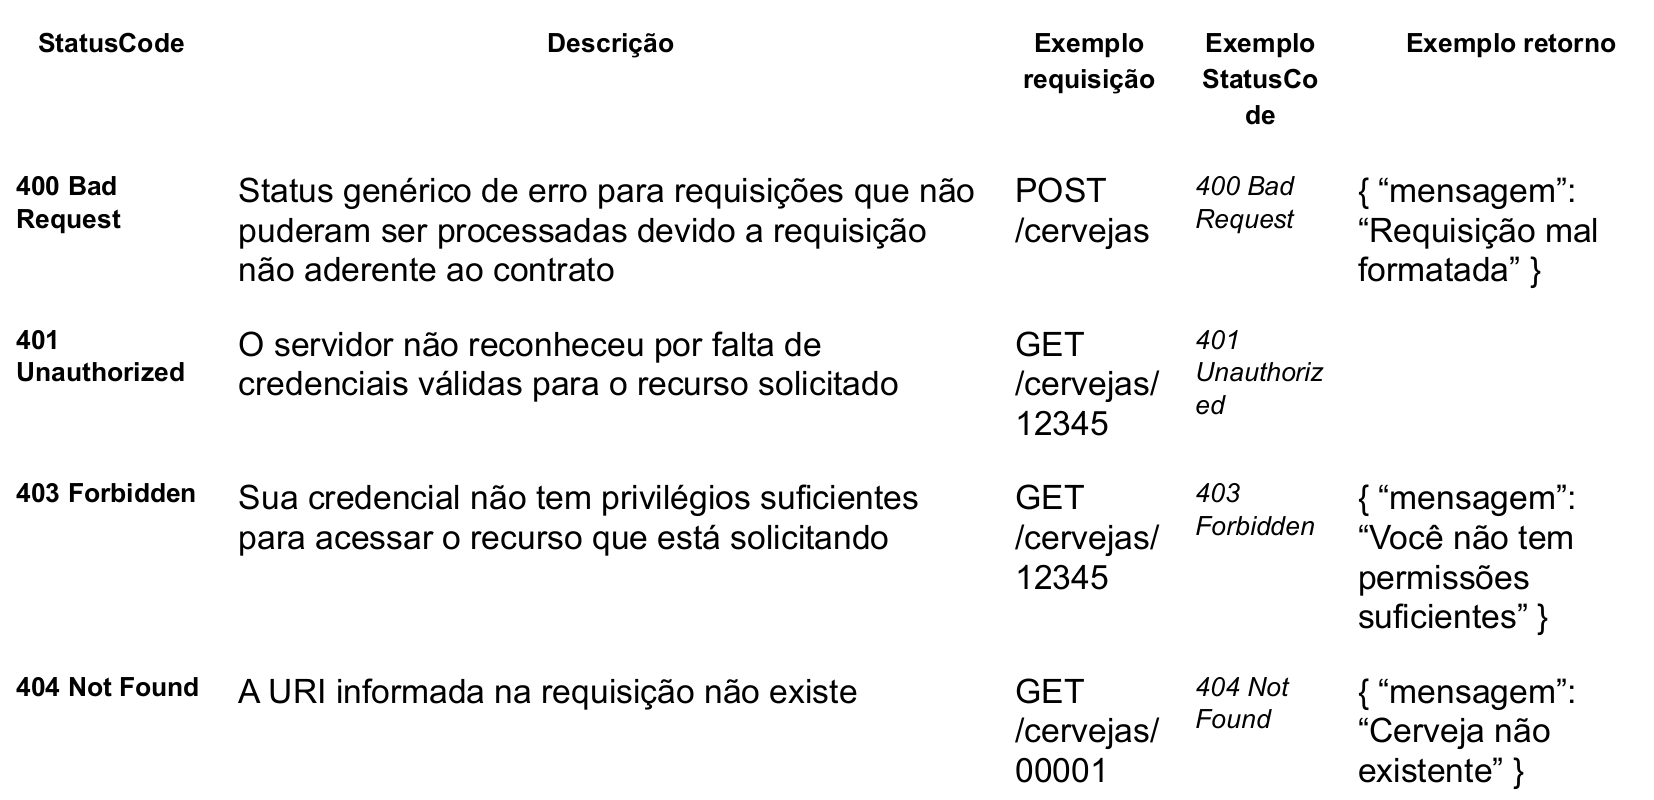 StatusCode
Descrição
Exemplo
requisição
Exemplo
StatusCo
de
Exemplo retorno
400 Bad
Request
Status genérico de erro para requisições que não
puderam ser processadas devido a requisição
não aderente ao contrato
POST
/cervejas
400 Bad
Request
{ “mensagem”:
“Requisição mal
formatada” }
401
Unauthorized
O servidor não reconheceu por falta de
credenciais válidas para o recurso solicitado
GET
/cervejas/
12345
401
Unauthoriz
ed
403 Forbidden
Sua credencial não tem privilégios suficientes
para acessar o recurso que está solicitando
GET
/cervejas/
12345
403
Forbidden
{ “mensagem”:
“Você não tem
permissões
suficientes” }
404 Not Found
A URI informada na requisição não existe
GET
/cervejas/
00001
404 Not
Found
{ “mensagem”:
“Cerveja não
existente” }